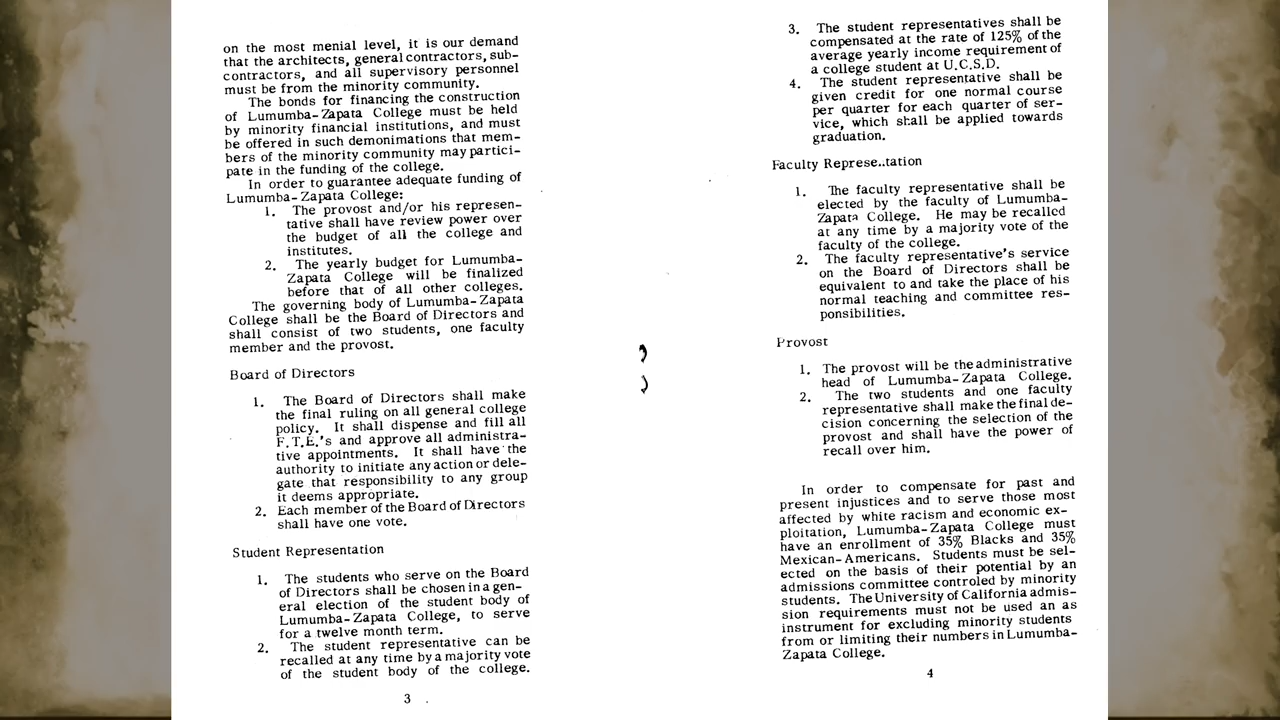 on the most menial level, it is our demand
that the architects, general contractors, sub-
contractors, and all supervisory personnel
must be from the minority community.
The bonds for financing the construction
of Lumumba-Zapata College must be held
by minority financial institutions, and must
be offered in such demonimations that mem-
bers of the minority community may partici-
pate in the funding of the college.
In order to guarantee adequate funding of
Lumumba-Zapata College:
1. The provost and/or his represen-
tative shall have review power over
the budget of all the college and
institutes.
2. The yearly budget for Lumumba-
Zapata College will be finalized
before that of all other colleges.
The governing body of Lumumba-Zapata
College shall be the Board of Directors and
shall consist of two students, one faculty
member and the provost.
Board of Directors
1. The Board of Directors shall make
the final ruling on all general college
policy. It shall dispense and fill all
F.T.E.'s and approve all administra-
tive appointments. It shall have the
authority to initiate any action or dele-
gate that responsibility to any group
it deems appropriate.
2. Each member of the Board of Directors
shall have one vote.
Student Representation
1. The students who serve on the Board
of Directors shall be chosen in a gen-
eral election of the student body of
Lumumba-Zapata College, to serve
for a twelve month term.
2. The student representative can be
recalled at any time by a majority vote
of the student body of the college.
3
3. The student representatives shall be
compensated at the rate of 125% of the
average yearly income requirement of
a college student at U.C.S.D.
4. The student representative shall be
given credit for one normal course
per quarter for each quarter of ser-
vice, which shall be applied towards
graduation.
Faculty Represe..tation
1. The faculty representative shall be
elected by the faculty of Lumumba-
Zapata College. He may be recalled
at any time by a majority vote of the
faculty of the college.
2. The faculty representative's service
on the Board of Directors shall be
equivalent to and take the place of his
normal teaching and committee res-
ponsibilities.
Provost
1. The provost will be the administrative
head of Lumumba-Zapata College.
2. The two students and one faculty
representative shall make the final de-
cision concerning the selection of the
provost and shall have the power of
recall over him.
In order to compensate for past and
present injustices and to serve those most
affected by white racism and economic ex-
ploitation, Lumumba-Zapata College must
have an enrollment of 35% Blacks and 35%
Mexican-Americans. Students must be sel-
ected on the basis of their potential by an
admissions committee controled by minority
students. The University of California admis-
sion requirements must not be used an as
instrument for excluding minority students
from or limiting their numbers in Lumumba-
Zapata College.
4